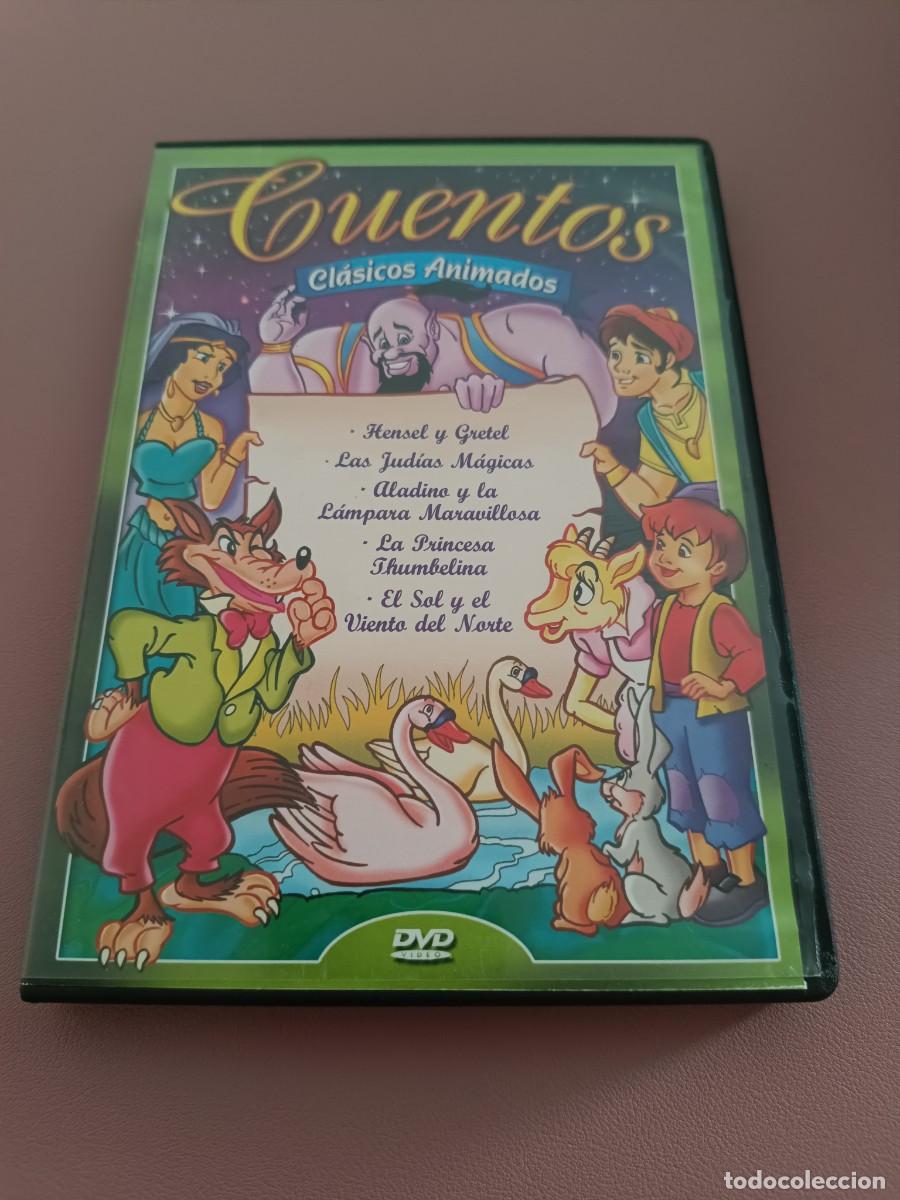 Cuentos
Clásicos Animados
· Hensel y Gretel
· Las Judías Mágicas
· Aladino y la
Lámpara Maravillosa
· La Princesa
Thumbelina
· El Sol y el
Viento del Norte
DVD
VIDEO
todocoleccion